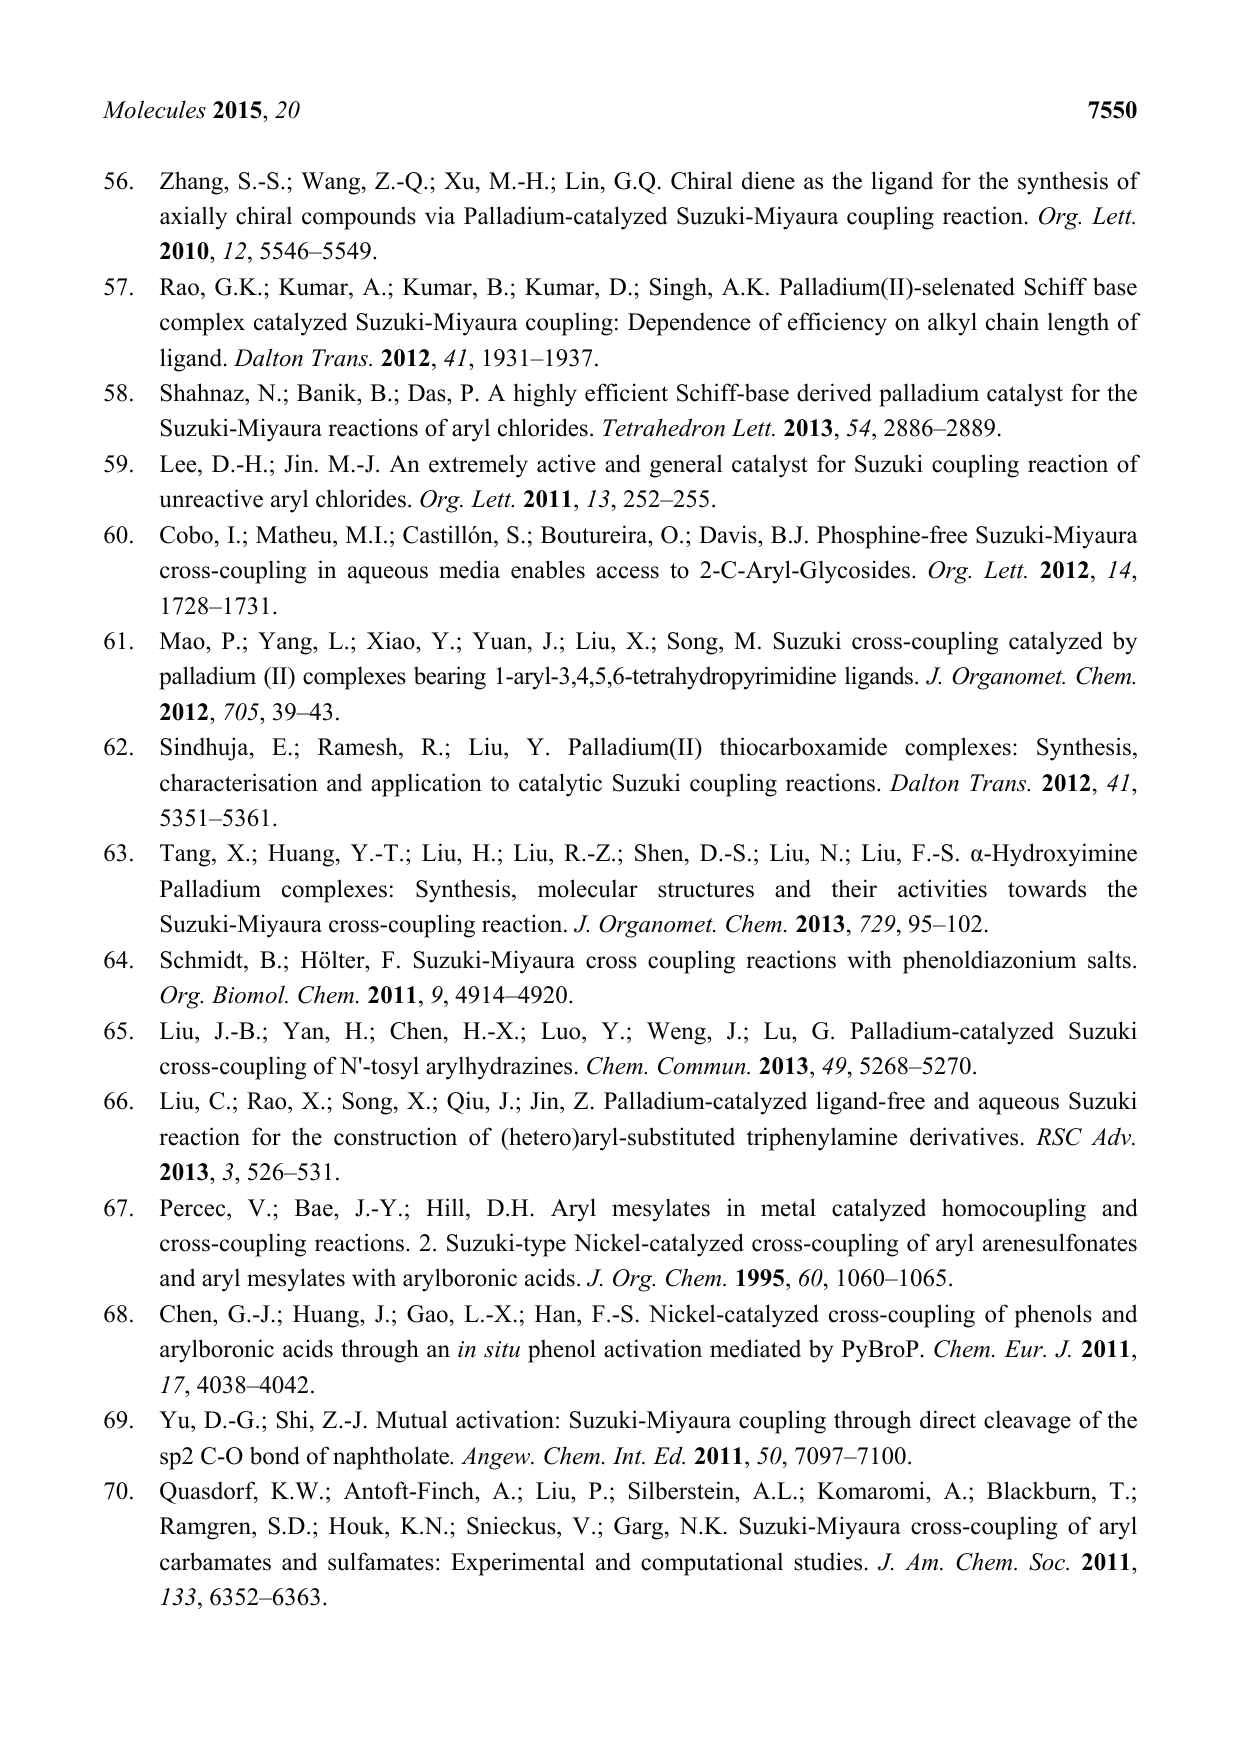 Molecules 2015, 20 7550
56. Zhang, S.-S.; Wang, Z.-Q.; Xu, M.-H.; Lin, G.Q. Chiral diene as the ligand for the synthesis of
axially chiral compounds via Palladium-catalyzed Suzuki-Miyaura coupling reaction. Org. Lett.
2010, 12, 5546–5549.
57. Rao, G.K.; Kumar, A.; Kumar, B.; Kumar, D.; Singh, A.K. Palladium(II)-selenated Schiff base
complex catalyzed Suzuki-Miyaura coupling: Dependence of efficiency on alkyl chain length of
ligand. Dalton Trans. 2012, 41, 1931–1937.
58. Shahnaz, N.; Banik, B.; Das, P. A highly efficient Schiff-base derived palladium catalyst for the
Suzuki-Miyaura reactions of aryl chlorides. Tetrahedron Lett. 2013, 54, 2886–2889.
59. Lee, D.-H.; Jin. M.-J. An extremely active and general catalyst for Suzuki coupling reaction of
unreactive aryl chlorides. Org. Lett. 2011, 13, 252–255.
60. Cobo, I.; Matheu, M.I.; Castillón, S.; Boutureira, O.; Davis, B.J. Phosphine-free Suzuki-Miyaura
cross-coupling in aqueous media enables access to 2-C-Aryl-Glycosides. Org. Lett. 2012, 14,
1728–1731.
61. Mao, P.; Yang, L.; Xiao, Y.; Yuan, J.; Liu, X.; Song, M. Suzuki cross-coupling catalyzed by
palladium (II) complexes bearing 1-aryl-3,4,5,6-tetrahydropyrimidine ligands. J. Organomet. Chem.
2012, 705, 39–43.
62. Sindhuja, E.; Ramesh, R.; Liu, Y. Palladium(II) thiocarboxamide complexes: Synthesis,
characterisation and application to catalytic Suzuki coupling reactions. Dalton Trans. 2012, 41,
5351–5361.
63. Tang, X.; Huang, Y.-T.; Liu, H.; Liu, R.-Z.; Shen, D.-S.; Liu, N.; Liu, F.-S. α-Hydroxyimine
Palladium complexes: Synthesis, molecular structures and their activities towards the
Suzuki-Miyaura cross-coupling reaction. J. Organomet. Chem. 2013, 729, 95–102.
64. Schmidt, B.; Hölter, F. Suzuki-Miyaura cross coupling reactions with phenoldiazonium salts.
Org. Biomol. Chem. 2011, 9, 4914–4920.
65. Liu, J.-B.; Yan, H.; Chen, H.-X.; Luo, Y.; Weng, J.; Lu, G. Palladium-catalyzed Suzuki
cross-coupling of N'-tosyl arylhydrazines. Chem. Commun. 2013, 49, 5268–5270.
66. Liu, C.; Rao, X.; Song, X.; Qiu, J.; Jin, Z. Palladium-catalyzed ligand-free and aqueous Suzuki
reaction for the construction of (hetero)aryl-substituted triphenylamine derivatives. RSC Adv.
2013, 3, 526–531.
67. Percec, V.; Bae, J.-Y.; Hill, D.H. Aryl mesylates in metal catalyzed homocoupling and
cross-coupling reactions. 2. Suzuki-type Nickel-catalyzed cross-coupling of aryl arenesulfonates
and aryl mesylates with arylboronic acids. J. Org. Chem. 1995, 60, 1060–1065.
68. Chen, G.-J.; Huang, J.; Gao, L.-X.; Han, F.-S. Nickel-catalyzed cross-coupling of phenols and
arylboronic acids through an in situ phenol activation mediated by PyBroP. Chem. Eur. J. 2011,
17, 4038–4042.
69. Yu, D.-G.; Shi, Z.-J. Mutual activation: Suzuki-Miyaura coupling through direct cleavage of the
sp2 C-O bond of naphtholate. Angew. Chem. Int. Ed. 2011, 50, 7097–7100.
70. Quasdorf, K.W.; Antoft-Finch, A.; Liu, P.; Silberstein, A.L.; Komaromi, A.; Blackburn, T.;
Ramgren, S.D.; Houk, K.N.; Snieckus, V.; Garg, N.K. Suzuki-Miyaura cross-coupling of aryl
carbamates and sulfamates: Experimental and computational studies. J. Am. Chem. Soc. 2011,
133, 6352–6363.